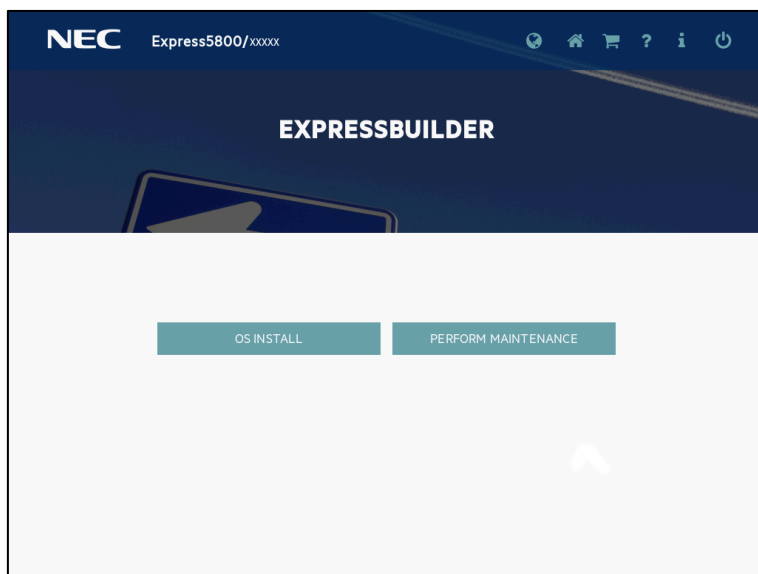 NEC Express5800/xxxxx ?
EXPRESSBUILDER
OS INSTALL PERFORM MAINTENANCE